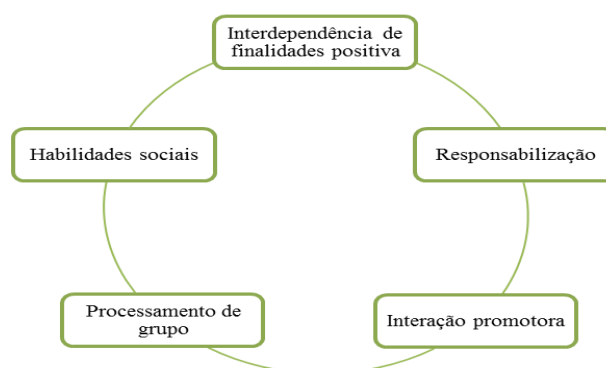 Interdependência de
finalidades positiva
Habilidades sociais
Responsabilização
Processamento de
grupo
Interação promotora